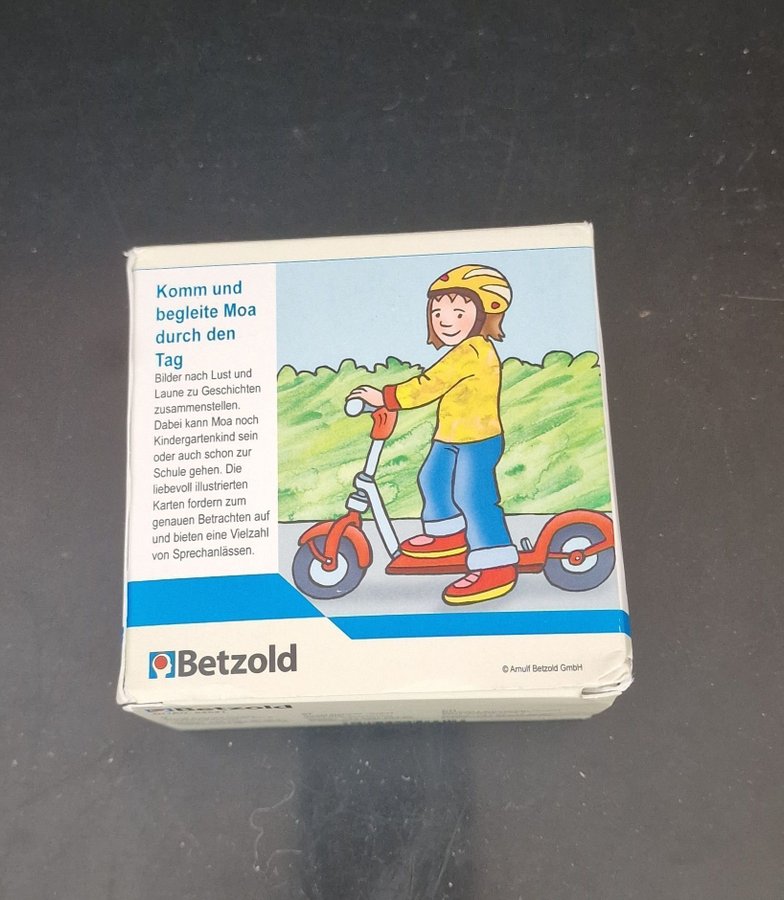 Komm und
begleite Moa
durch den
Tag
Bilder nach Lust und
Laune zu Geschichten
zusammenstellen.
Dabei kann Moa noch
Kindergartenkind sein
oder auch schon zur
Schule gehen. Die
liebevoll illustrierten
Karten fordern zum
genauen Betrachten auf
und bieten eine Vielzahl
von Sprechanlässen.
Betzold
© Arnulf Betzold GmbH
Betzold